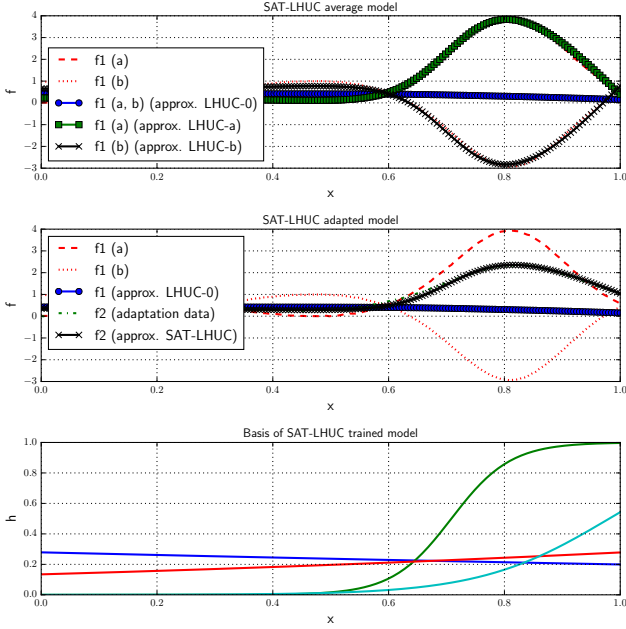 SAT-LHUC average model
4
3
2
1
0
−1
−2
−3
f
f1 (a)
f1 (b)
f1 (a, b) (approx. LHUC-0)
f1 (a) (approx. LHUC-a)
f1 (b) (approx. LHUC-b)
0.0 0.2 0.4 0.6 0.8 1.0
x
SAT-LHUC adapted model
4
3
2
1
0
−1
−2
−3
f
f1 (a)
f1 (b)
f1 (approx. LHUC-0)
f2 (adaptation data)
f2 (approx. SAT-LHUC)
0.0 0.2 0.4 0.6 0.8 1.0
x
Basis of SAT-LHUC trained model
1.0
0.8
0.6
0.4
0.2
0.0
h
0.0 0.2 0.4 0.6 0.8 1.0
x